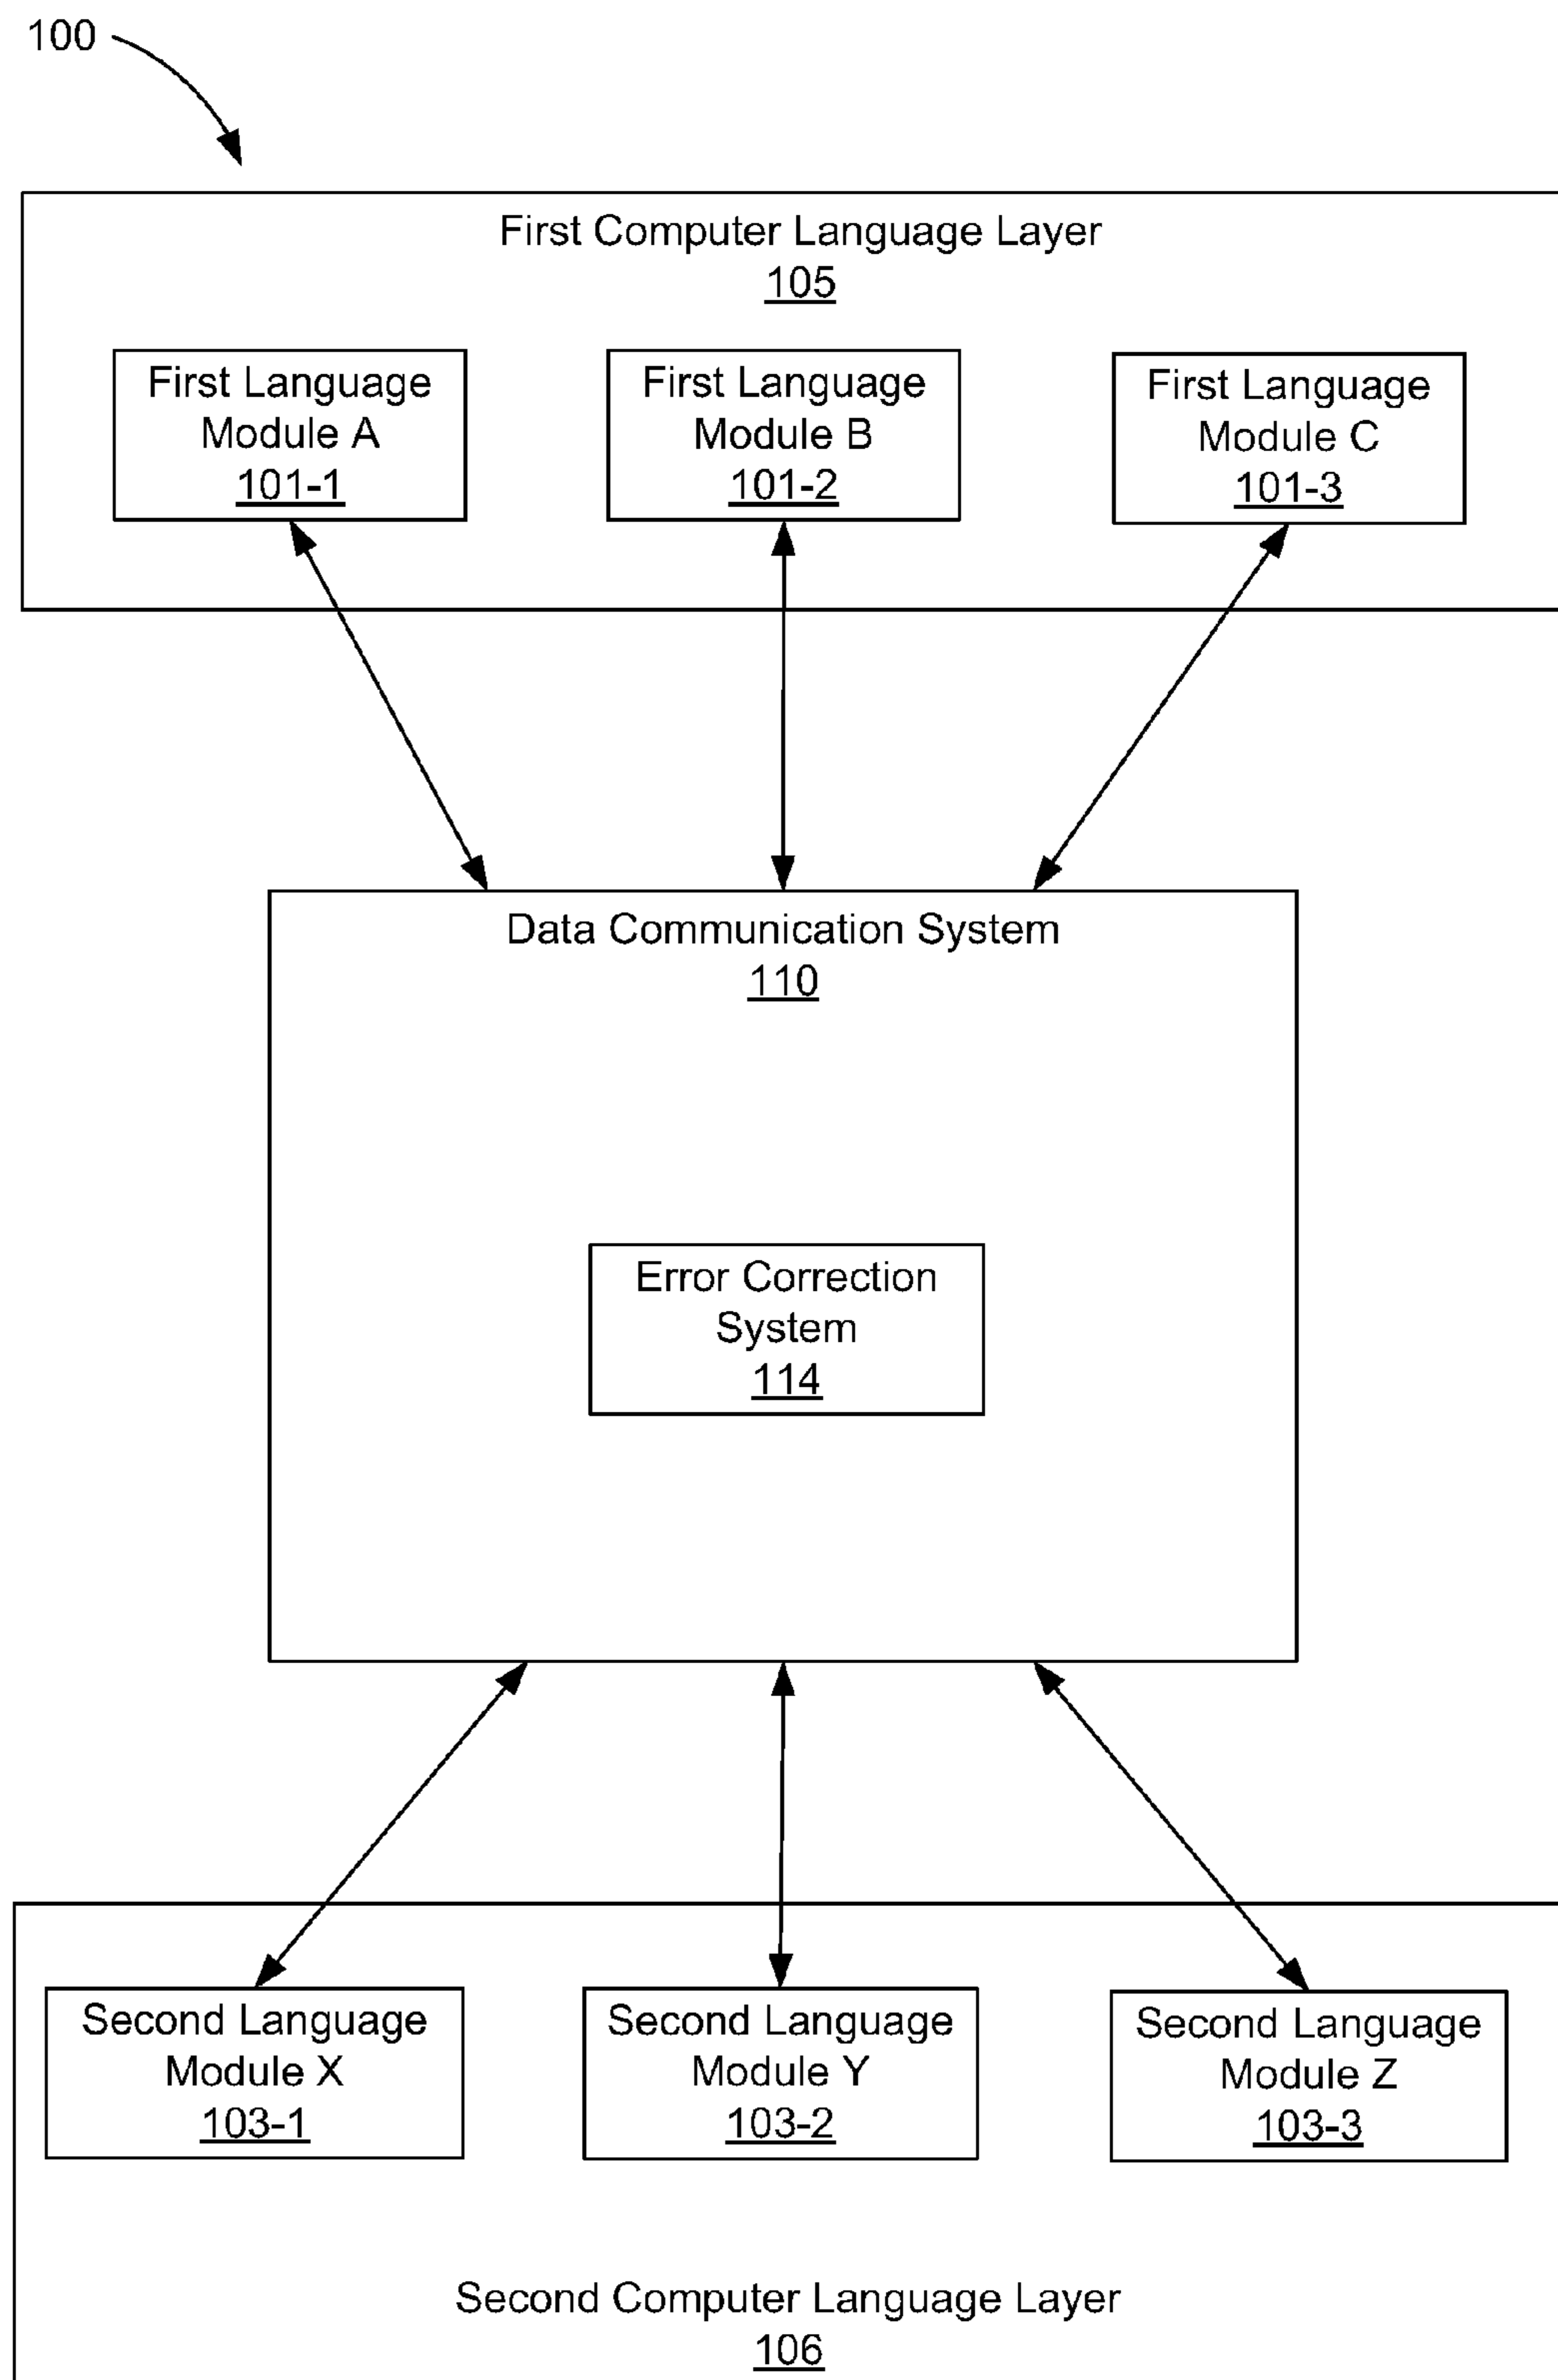 100
First Computer Language Layer
105
First Language
Module A
101-1
First Language
Module B
101-2
First Language
Module C
101-3
Data Communication System
110
Error Correction
System
114
Second Language
Module X
103-1
Second Language
Module Y
103-2
Second Language
Module Z
103-3
Second Computer Language Layer
106